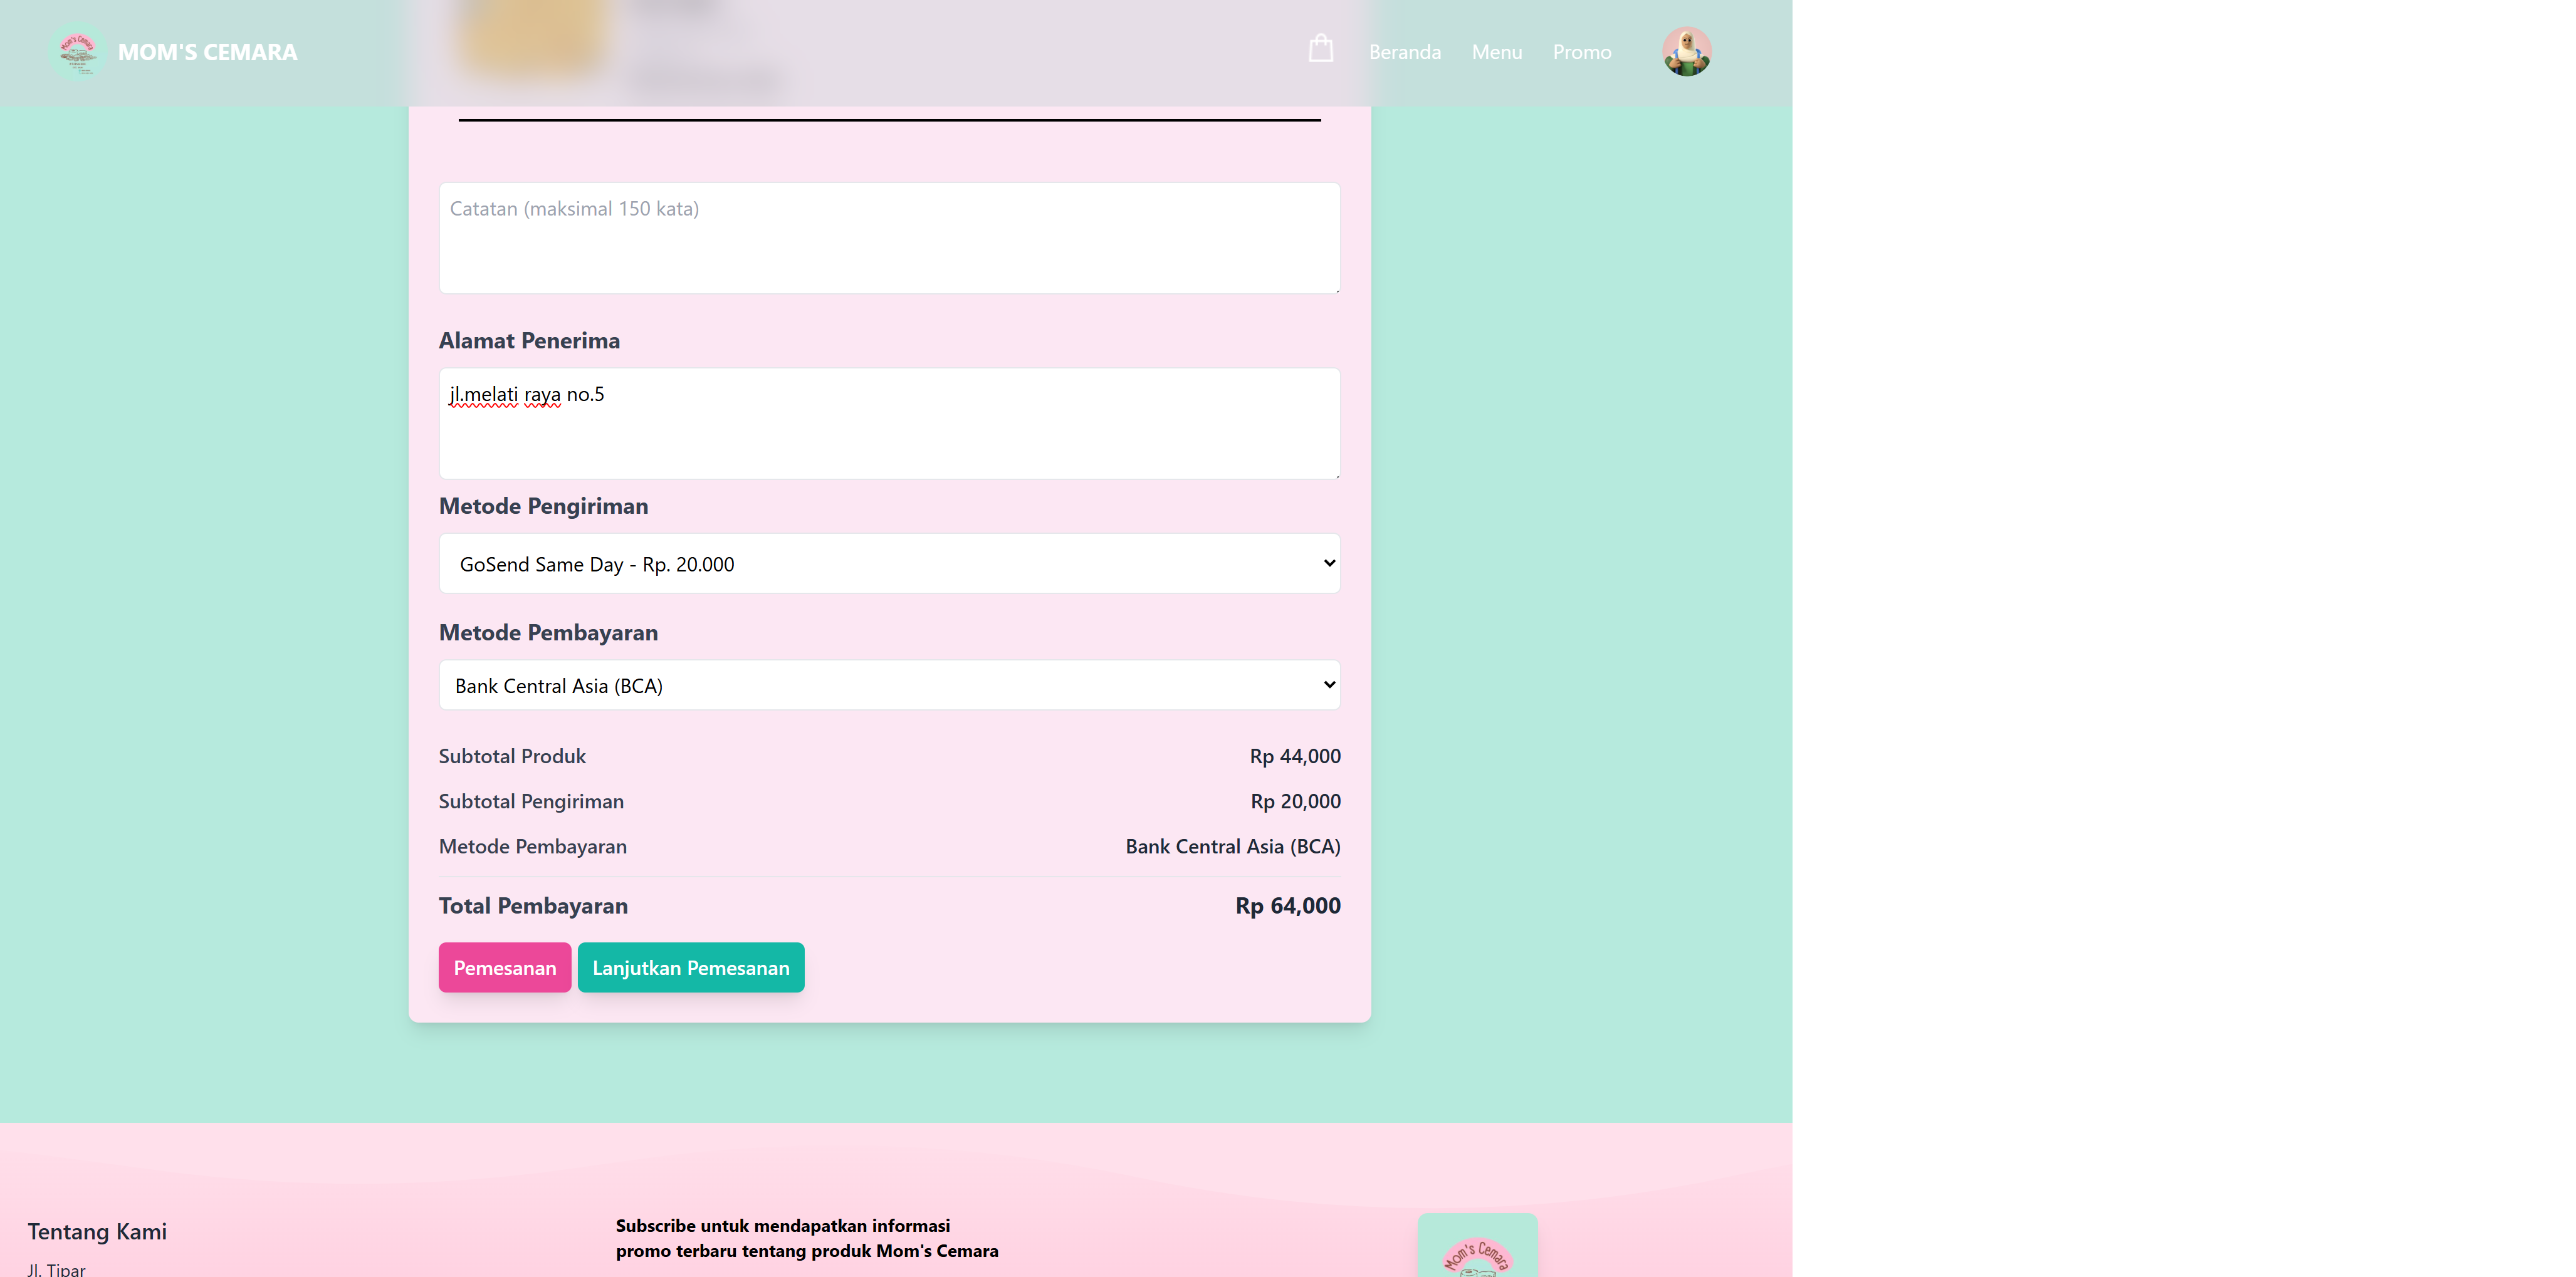 MOM'S CEMARA
Beranda
Menu
Promo
Catatan (maksimal 150 kata)
Alamat Penerima
jl.melati raya no.5
Metode Pengiriman
GoSend Same Day - Rp. 20.000
Metode Pembayaran
Bank Central Asia (BCA)
Subtotal Produk
Rp 44,000
Subtotal Pengiriman
Rp 20,000
Metode Pembayaran
Bank Central Asia (BCA)
Total Pembayaran
Rp 64,000
Pemesanan
Lanjutkan Pemesanan
Tentang Kami
Jl. Tipar
Subscribe untuk mendapatkan informasi
promo terbaru tentang produk Mom's Cemara
Mom's Cemara